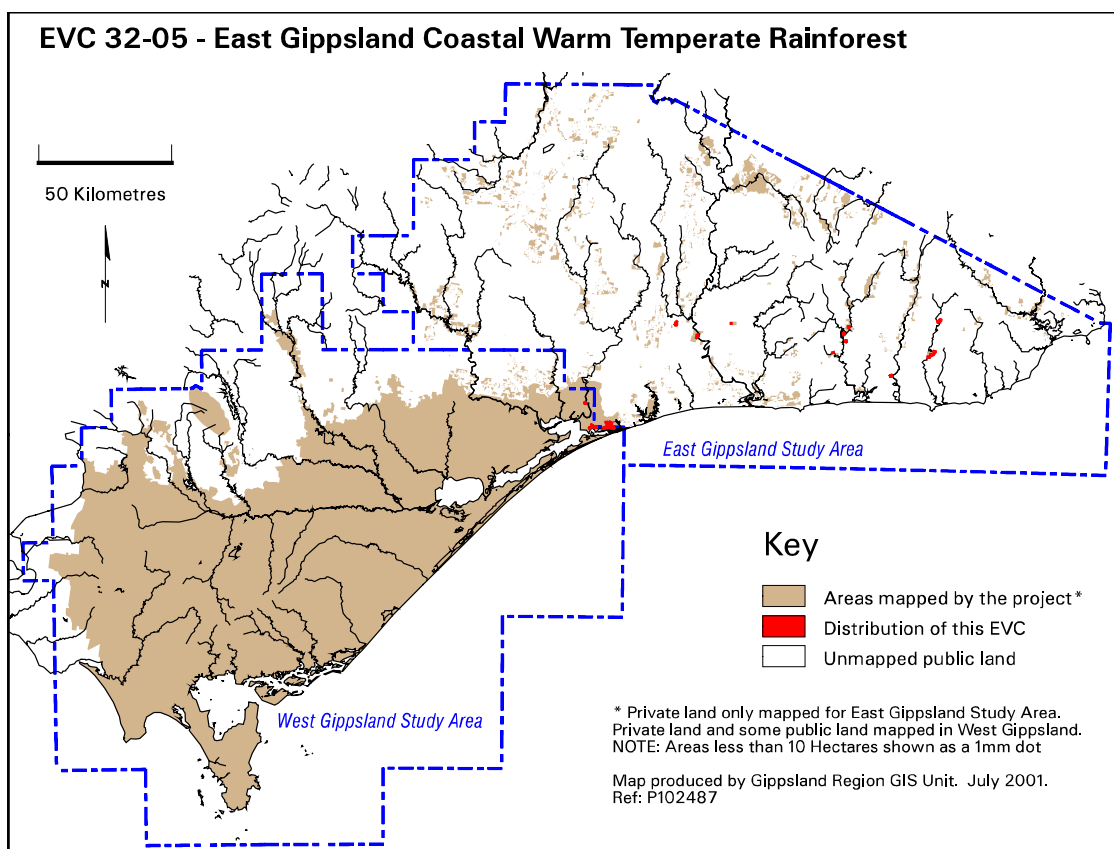 EVC 32-05 - East Gippsland Coastal Warm Temperate Rainforest
50 Kilometres
N
East Gippsland Study Area
West Gippsland Study Area
Key
Areas mapped by the project*
Distribution of this EVC
Unmapped public land
* Private land only mapped for East Gippsland Study Area.
Private land and some public land mapped in West Gippsland.
NOTE: Areas less than 10 Hectares shown as a 1mm dot
Map produced by Gippsland Region GIS Unit. July 2001.
Ref: P102487